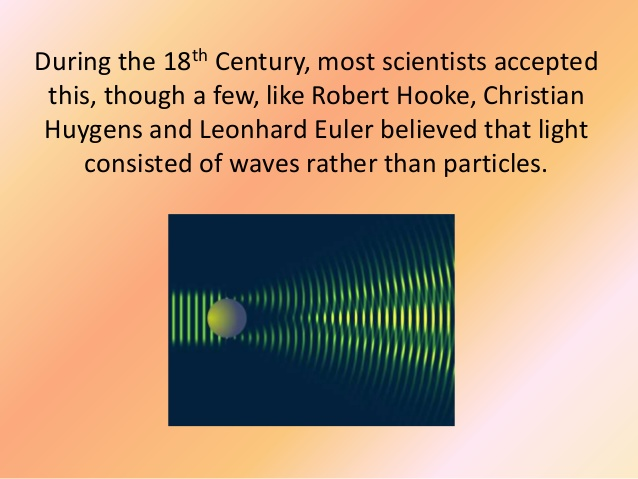 During the 18th Century, most scientists accepted
this, though a few, like Robert Hooke, Christian
Huygens and Leonhard Euler believed that light
consisted of waves rather than particles.